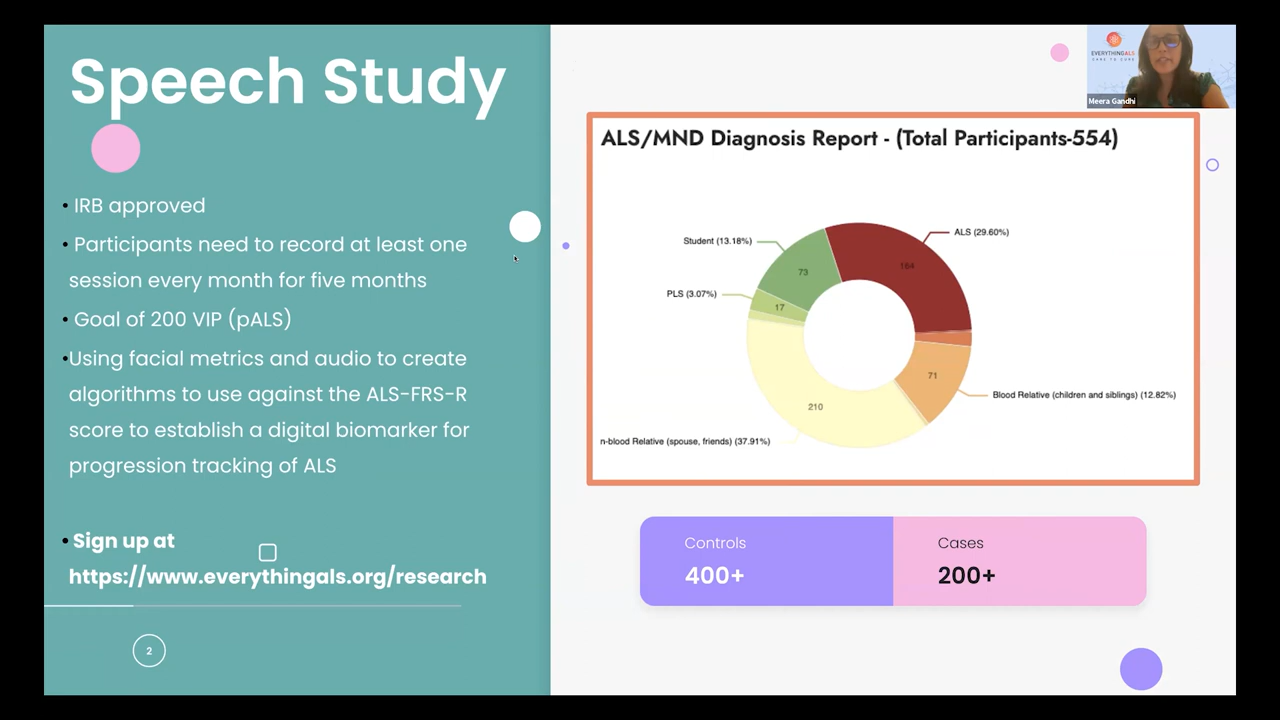 Speech Study
• IRB approved
• Participants need to record at least one
session every month for five months
• Goal of 200 VIP (pALS)
•Using facial metrics and audio to create
algorithms to use against the ALS-FRS-R
score to establish a digital biomarker for
progression tracking of ALS
• Sign up at
https://www.everythingals.org/research
2
EVERYTHINGALS
Meera Gandhi
ALS/MND Diagnosis Report - (Total Participants-554)
Student (13.18%)
ALS (29.60%)
73
164
PLS (3.07%)
17
71
Blood Relative (children and siblings) (12.82%)
210
n-blood Relative (spouse, friends) (37.91%)
Controls
400+
Cases
200+